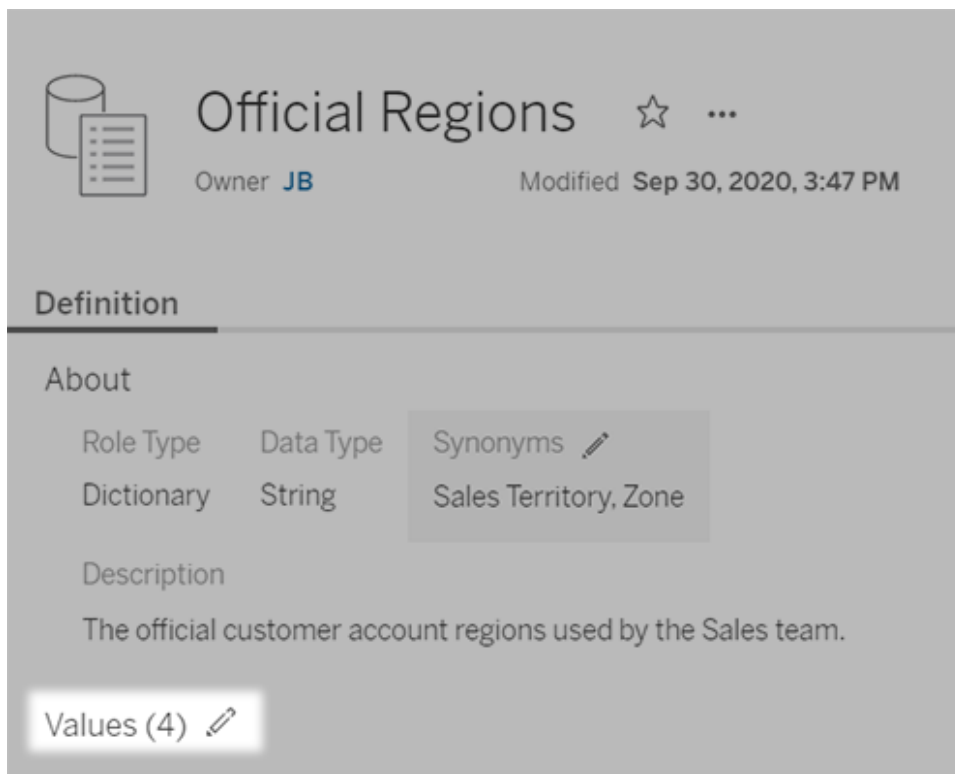 Official Regions
Owner JB Modified Sep 30, 2020, 3:47 PM
Definition
About
Role Type Data Type Synonyms
Dictionary String Sales Territory, Zone
Description
The official customer account regions used by the Sales team.
Values (4)